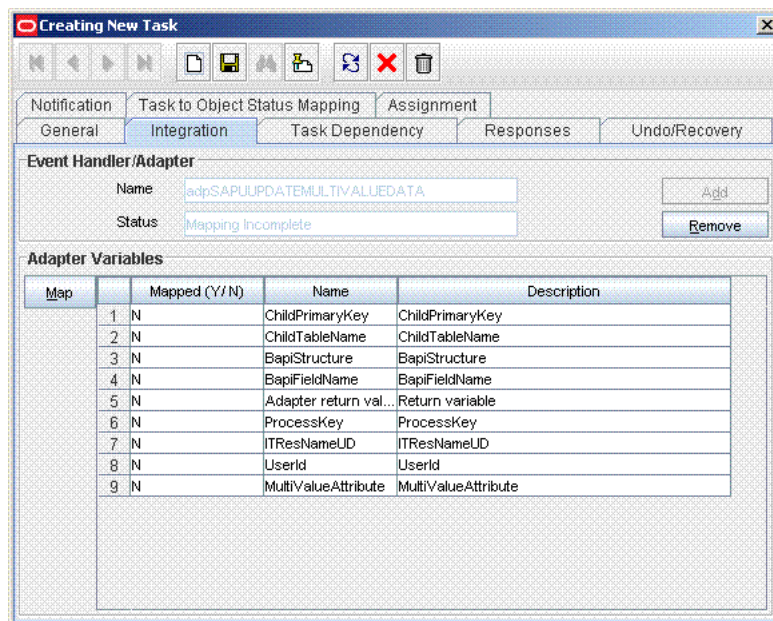 Creating New Task
Notification Task to Object Status Mapping Assignment
General Integration Task Dependency Responses Undo/Recovery
Event Handler/Adapter
Name adpSAPUUPDATEMULTIVALUEDATA Add
Status Mapping Incomplete Remove
Adapter Variables
Map Mapped (Y/N) Name Description
1 N ChildPrimaryKey ChildPrimaryKey
2 N ChildTableName ChildTableName
3 N BapiStructure BapiStructure
4 N BapiFieldName BapiFieldName
5 N Adapter return val... Return variable
6 N ProcessKey ProcessKey
7 N ITResNameUD ITResNameUD
8 N UserId UserId
9 N MultiValueAttribute MultiValueAttribute